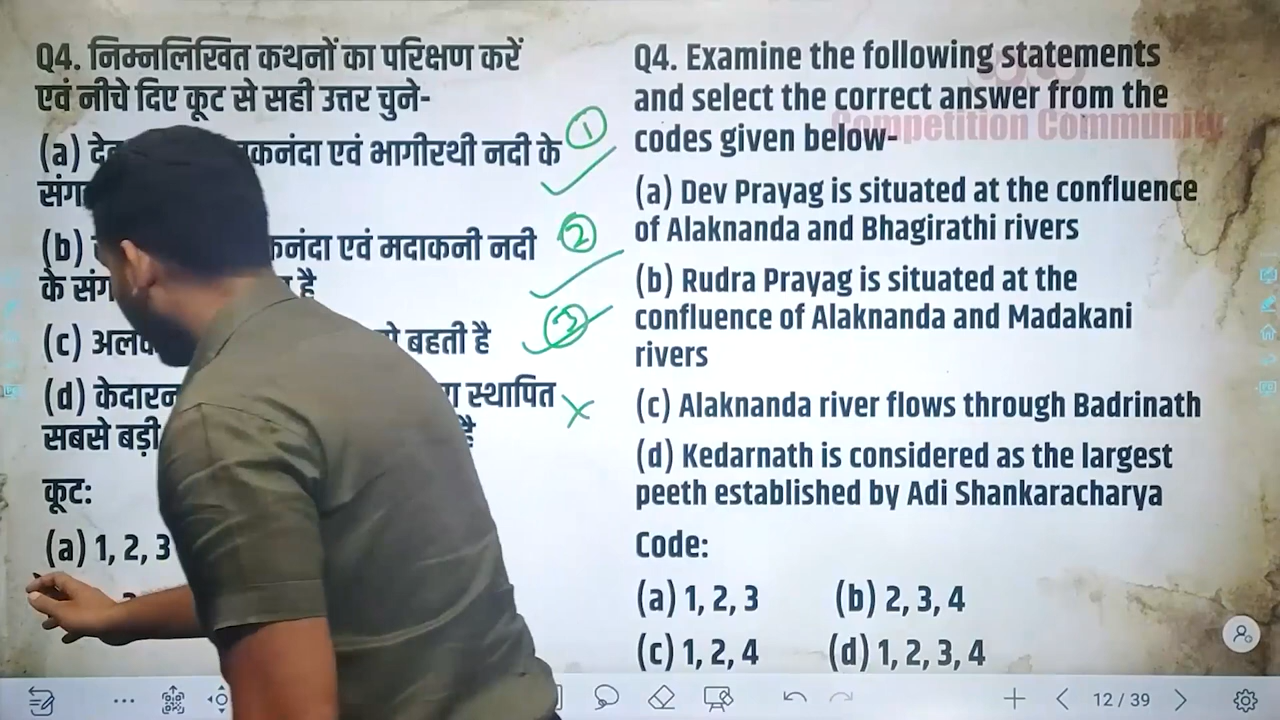 Q4. निम्नलिखित कथनों का परिक्षण करें
एवं नीचे दिए कूट से सही उत्तर चुने-
(a) एवं भागीरथी नदी के
(b) एवं मदाकनी नदी
के है
(c) बहती है
(d) स्थापित
सबसे बड़ी
कूट:
(a) 1, 2, 3
1
2
3
Q4. Examine the following statements
and select the correct answer from the
codes given below-
Competition Community
(a) Dev Prayag is situated at the confluence
of Alaknanda and Bhagirathi rivers
(b) Rudra Prayag is situated at the
confluence of Alaknanda and Madakani
rivers
(c) Alaknanda river flows through Badrinath
(d) Kedarnath is considered as the largest
peeth established by Adi Shankaracharya
Code:
(a) 1, 2, 3 (b) 2, 3, 4
(c) 1, 2, 4 (d) 1, 2, 3, 4
12 / 39